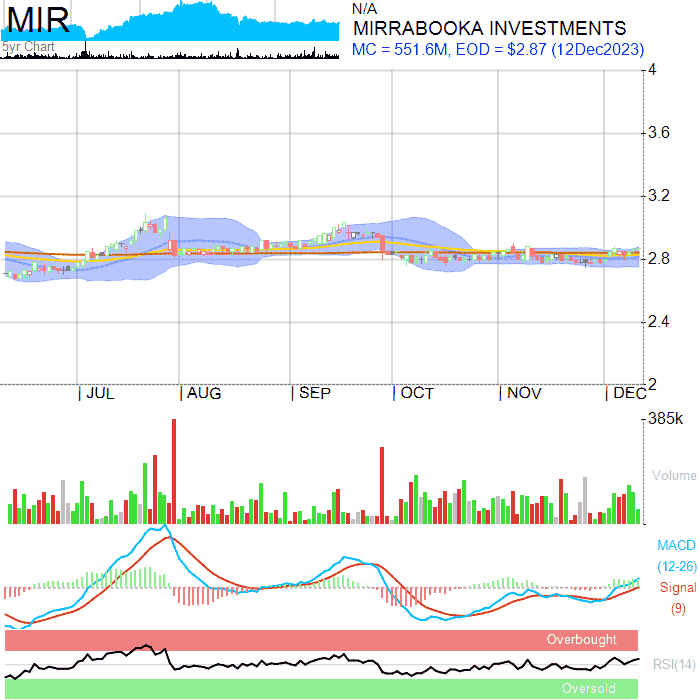 MIR
5yr Chart
N/A
MIRRABOOKA INVESTMENTS
MC = 551.6M, EOD = $2.87 (12Dec2023)
4
3.6
3.2
2.8
2.4
2
JUL AUG SEP OCT NOV DEC
385k
Volume
MACD
(12-26)
Signal
(9)
Overbought
RSI(14)
Oversold